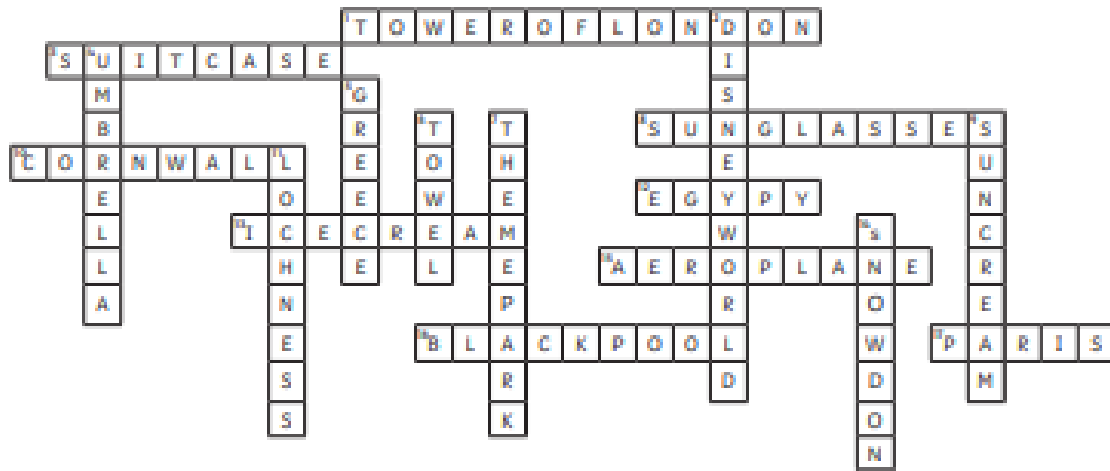 TOWEROFLONDON
DISNEYWORLD
SUITCASE
UMBRELLA
GREECE
TOWEL
THEMEPARK
SUNGLASSES
SUNCREAM
CORNWALL
LOCHNESS
EGYPY
ICECREAM
sNOWDON
AEROPLANE
BLACKPOOL
PARIS